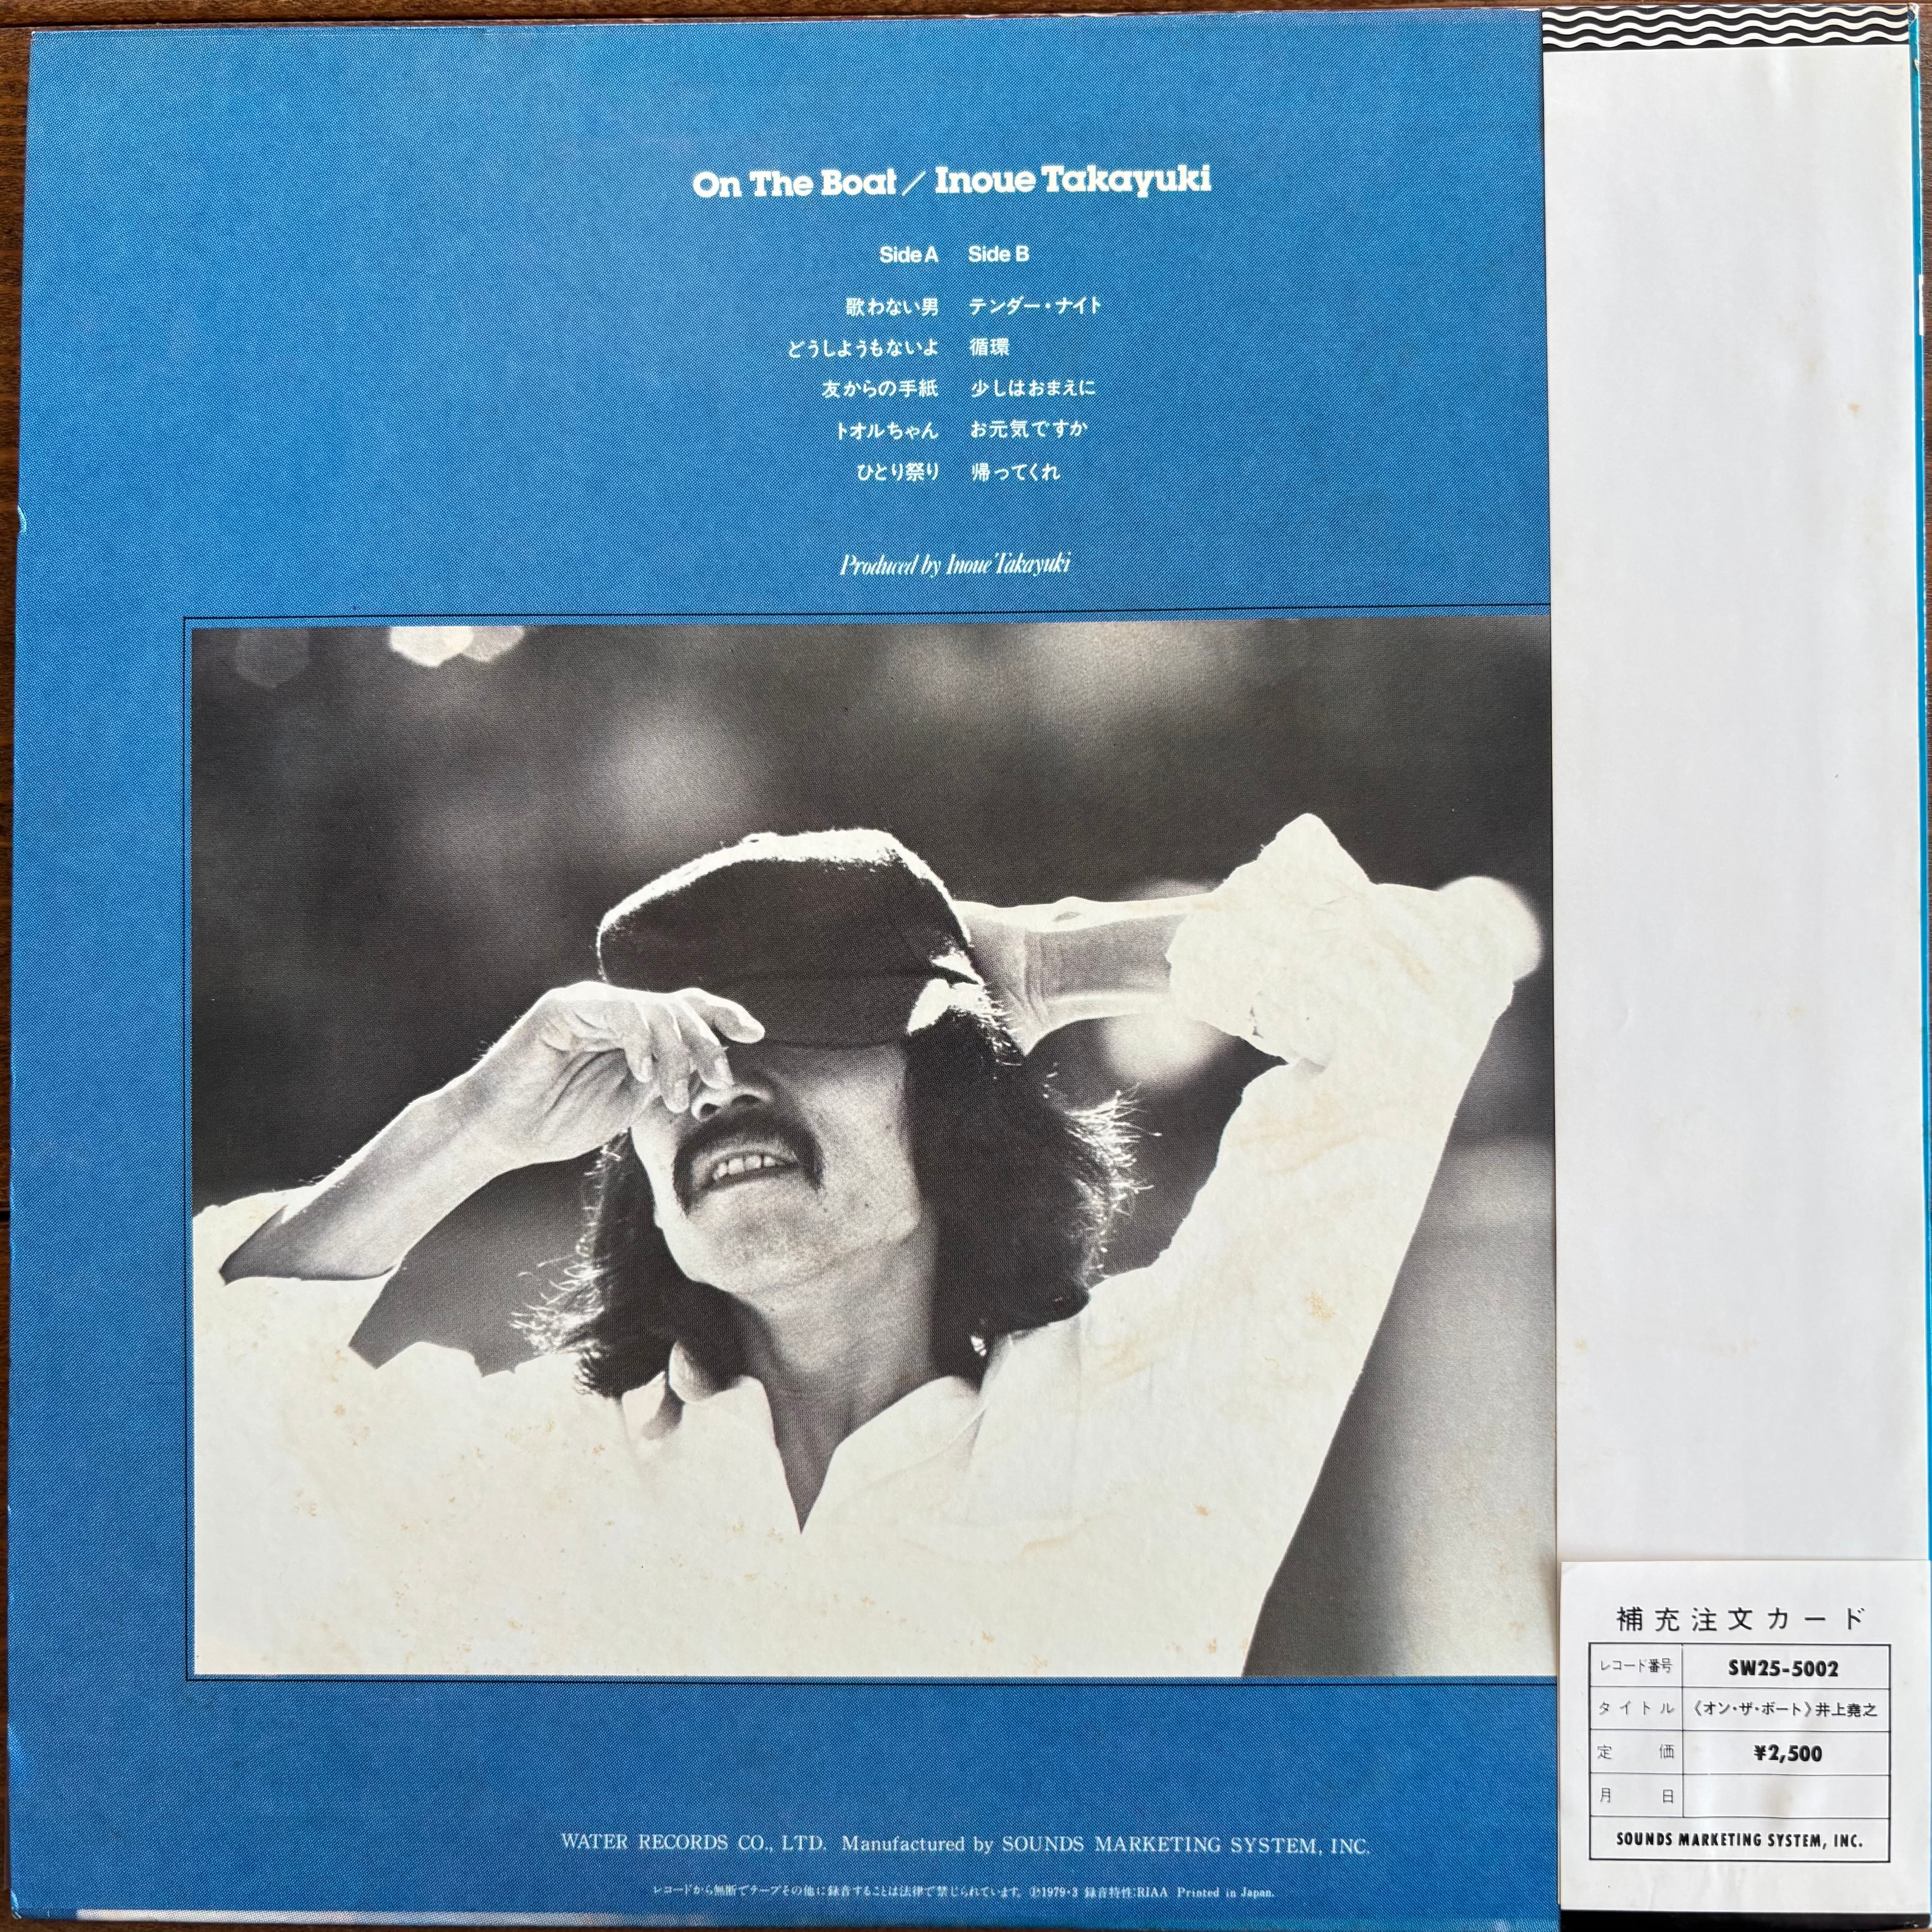 On The Boat / Inoue Takayuki
Side A
歌わない男
どうしようもないよ
友からの手紙
トオルちゃん
ひとり祭り
Side B
テンダー・ナイト
循環
少しはおまえに
お元気ですか
帰ってくれ
Produced by Inoue Takayuki
WATER RECORDS CO., LTD. Manufactured by SOUNDS MARKETING SYSTEM, INC.
レコードから無断でテープその他に録音することは法律で禁じられています。Ⓟ1979・3 録音特性:RIAA Printed in Japan.
補充注文カード
レコード番号 SW25-5002
タイトル 《オン・ザ・ボート》井上堯之
定価 ¥2,500
月日
SOUNDS MARKETING SYSTEM, INC.